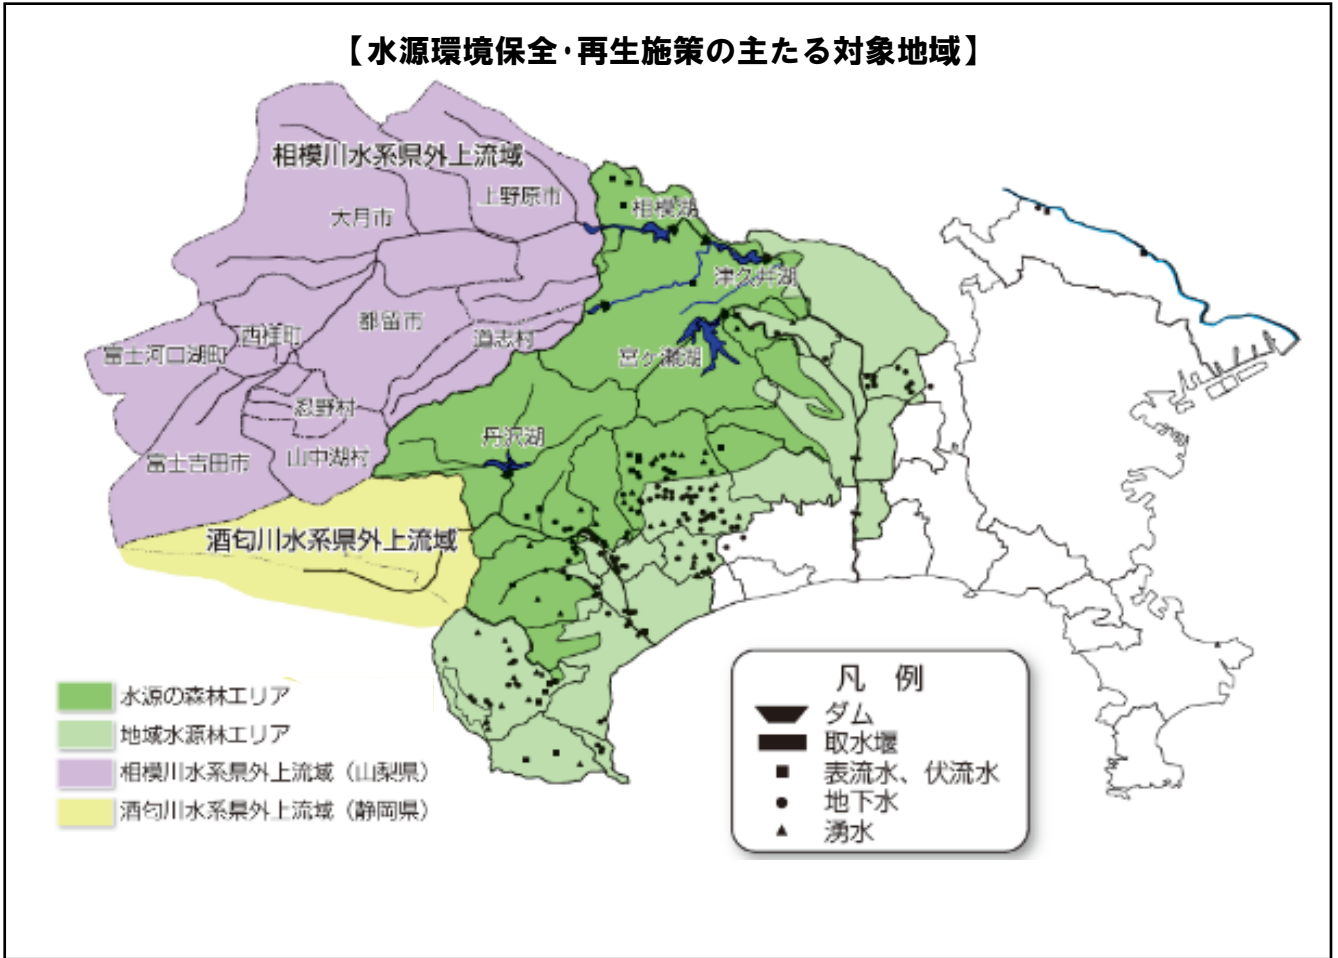 【水源環境保全・再生施策の主たる対象地域】
相模川水系県外上流域
上野原市
大月市
相模湖
津久井湖
都留市
西桂町
道志村
富士河口湖町
宮ヶ瀬湖
忍野村
丹沢湖
富士吉田市
山中湖村
酒匂川水系県外上流域
水源の森林エリア
地域水源林エリア
相模川水系県外上流域（山梨県）
酒匂川水系県外上流域（静岡県）
凡 例
ダム
取水堰
表流水、伏流水
地下水
湧水